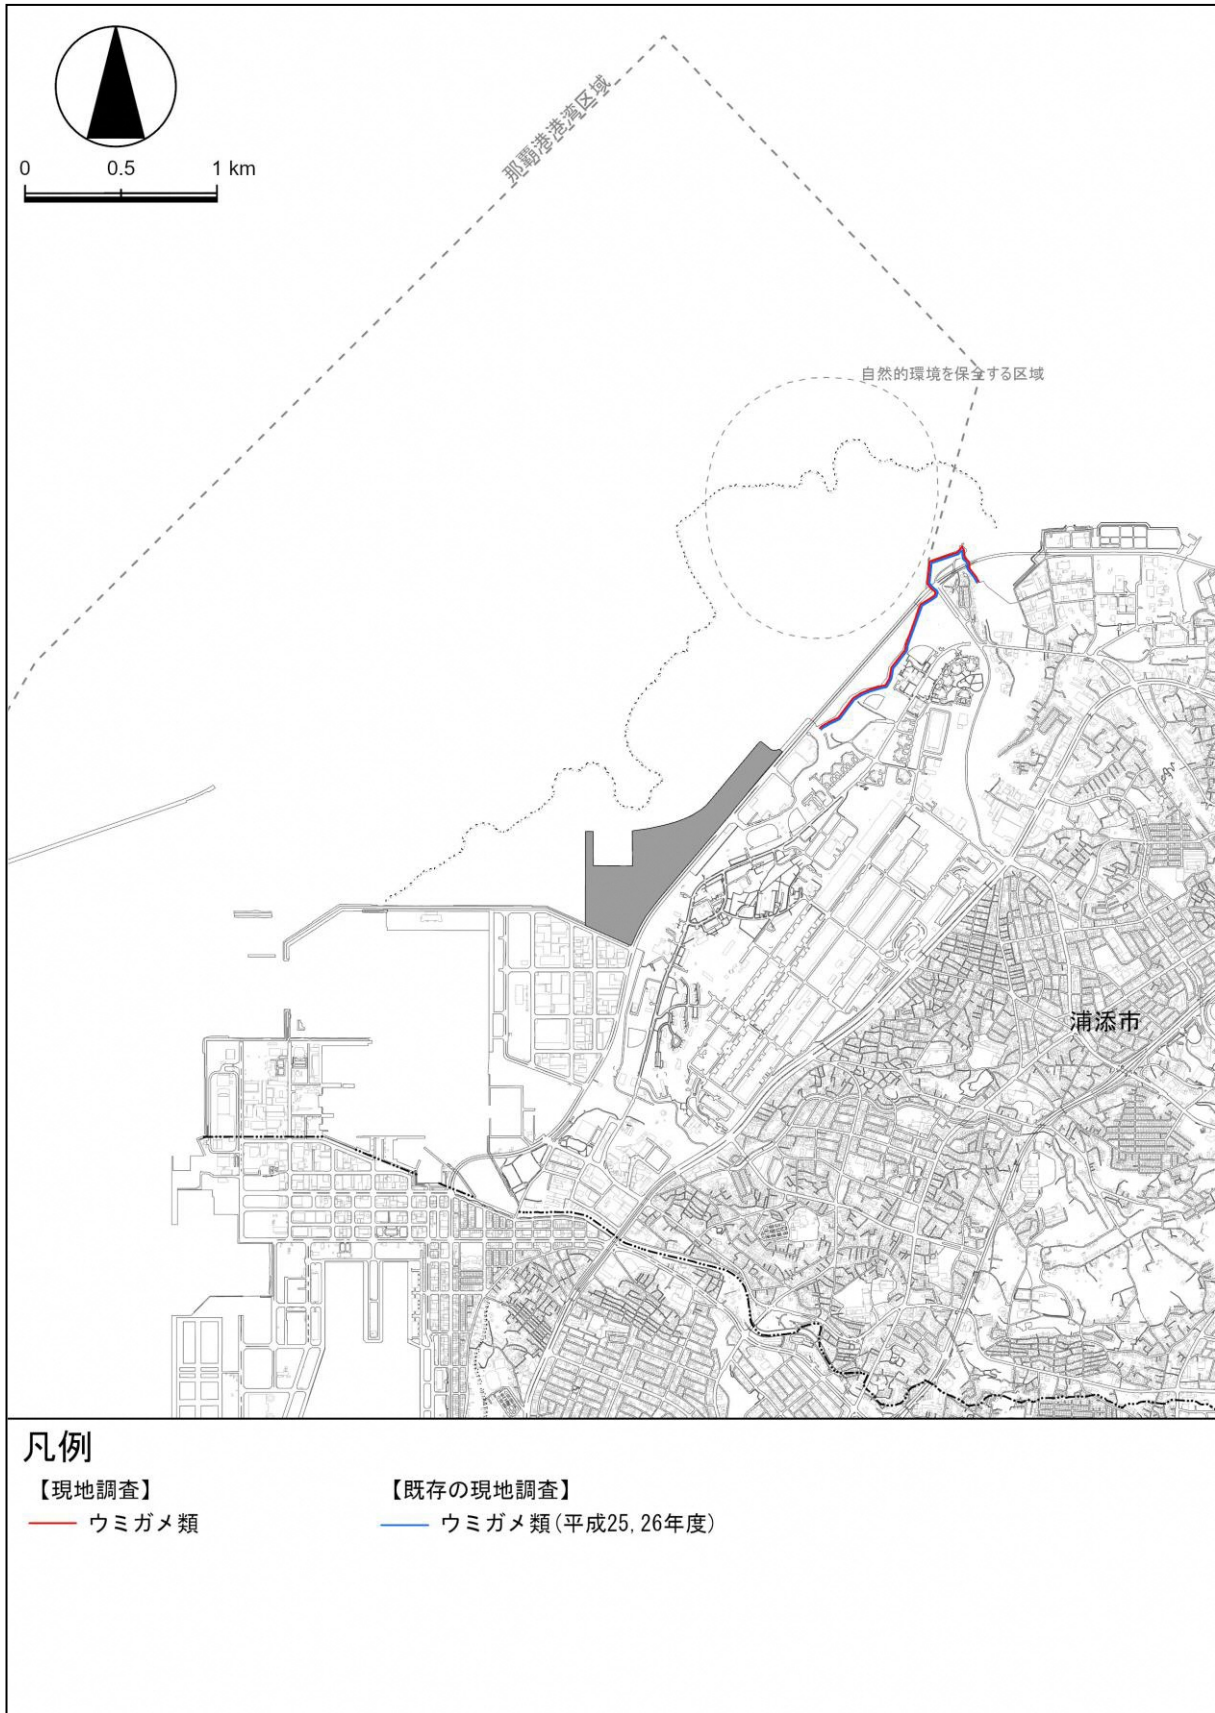 0 0.5 1 km
那覇港港湾区域
自然的環境を保全する区域
浦添市
凡例
【現地調査】 【既存の現地調査】
ウミガメ類 ウミガメ類(平成25,26年度)